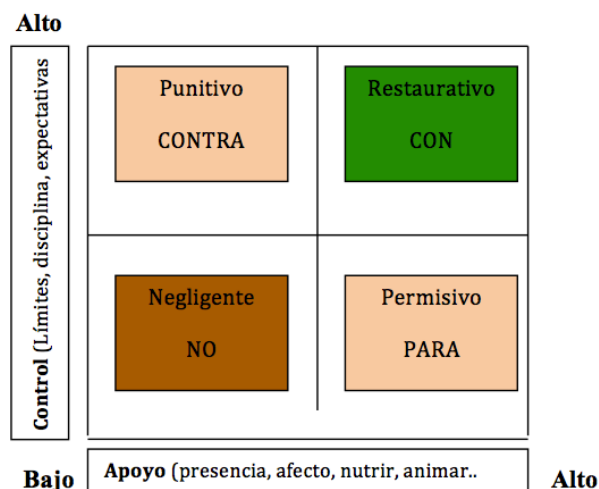 Alto
Control (Límites, disciplina, expectativas
Punitivo
CONTRA
Restaurativo
CON
Negligente
NO
Permisivo
PARA
Bajo
Apoyo (presencia, afecto, nutrir, animar..
Alto